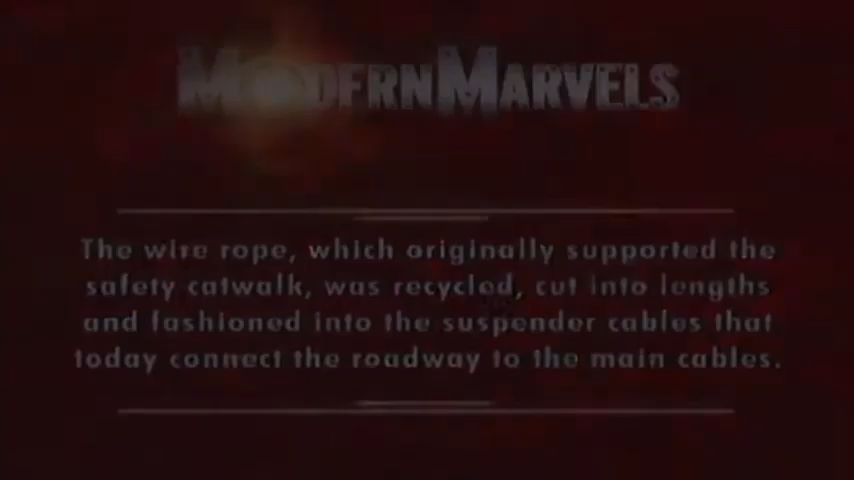 MODERN MARVELS
The wire rope, which originally supported the
safety catwalk, was recycled, cut into lengths
and fashioned into the suspender cables that
today connect the roadway to the main cables.